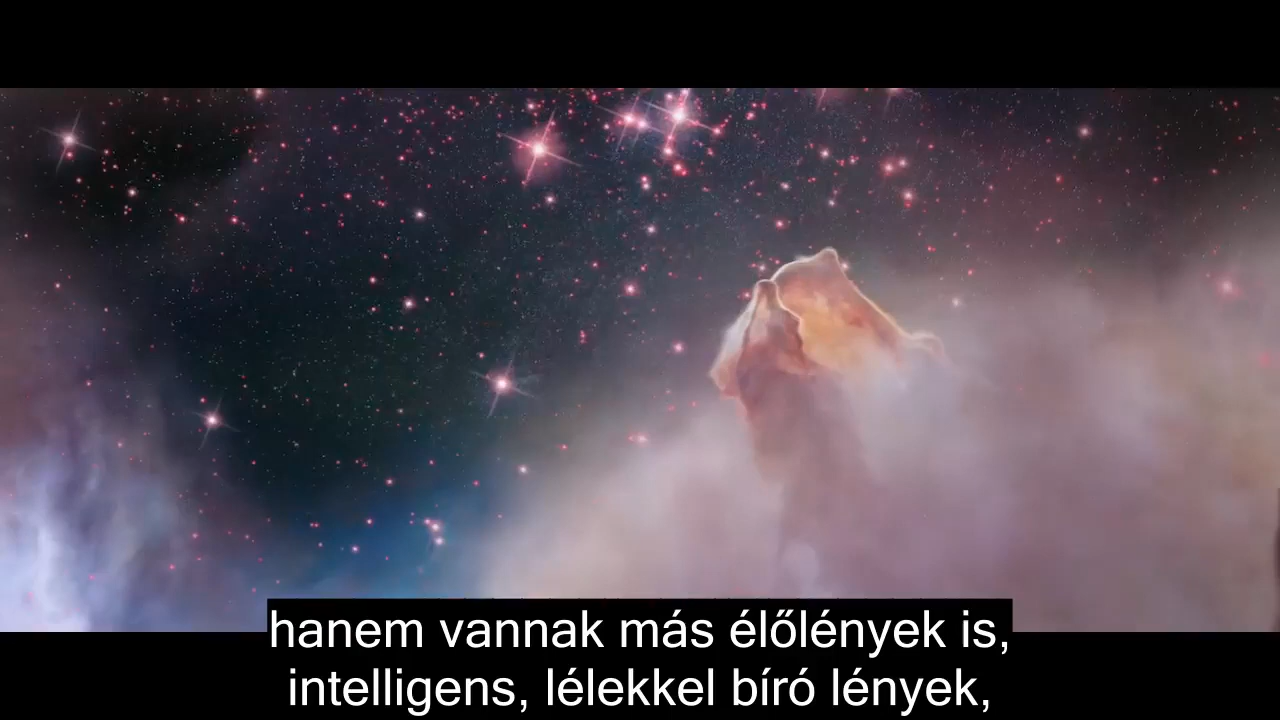 hanem vannak más élőlények is,
intelligens, lélekkel bíró lények,